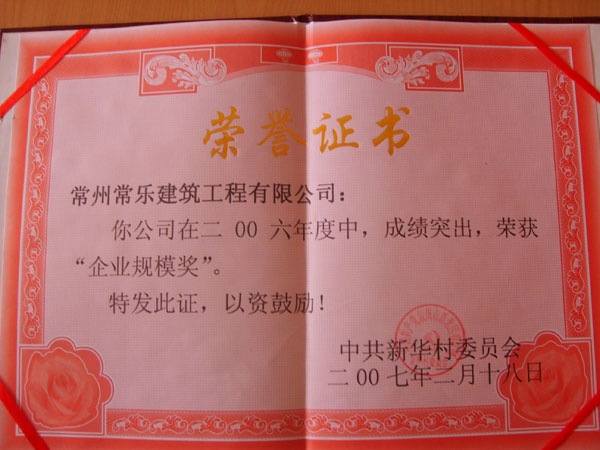 荣誉证书
常州常乐建筑工程有限公司：
你公司在二 00 六年度中，成绩突出，荣获
“企业规模奖”。
特发此证，以资鼓励！
中共新华村委员会
二 00 七年二月十八日